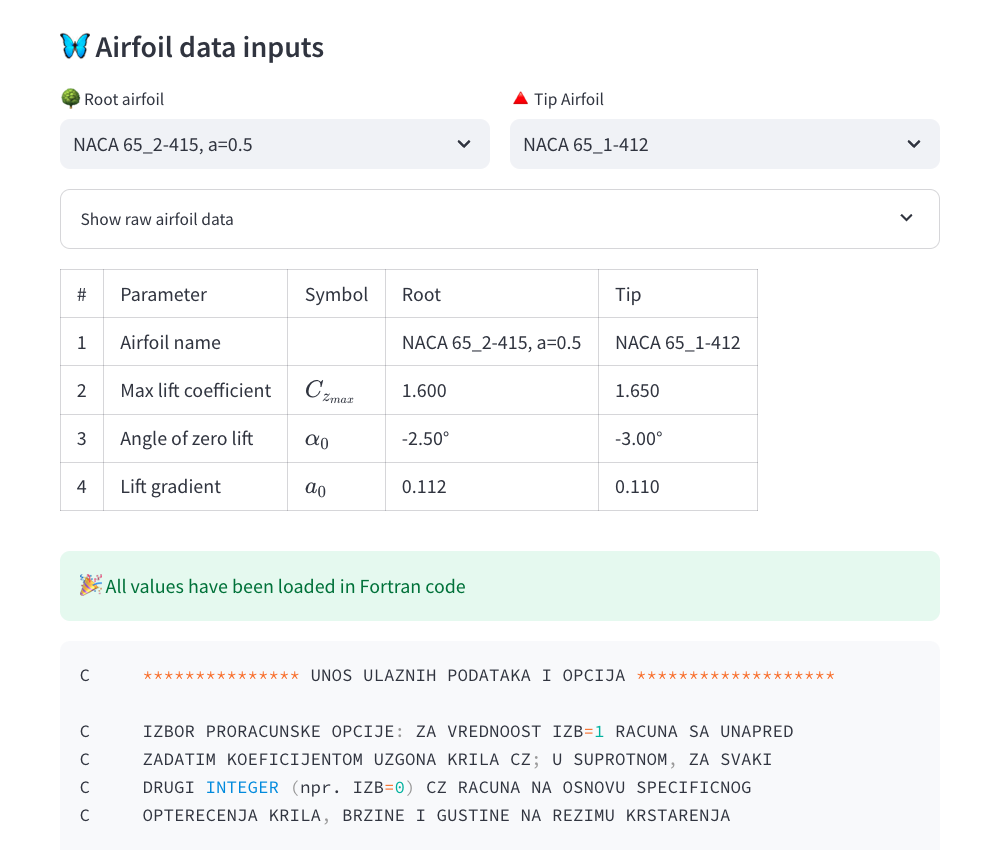 🦋 Airfoil data inputs
🌳 Root airfoil
🔺 Tip Airfoil
NACA 65_2-415, a=0.5
NACA 65_1-412
Show raw airfoil data
# Parameter Symbol Root Tip
1 Airfoil name NACA 65_2-415, a=0.5 NACA 65_1-412
2 Max lift coefficient C_{z_{max}} 1.600 1.650
3 Angle of zero lift α₀ -2.50° -3.00°
4 Lift gradient a₀ 0.112 0.110
🎉All values have been loaded in Fortran code
C *************** UNOS ULAZNIH PODATAKA I OPCIJA *******************
C IZBOR PRORACUNSKE OPCIJE: ZA VREDNOOST IZB=1 RACUNA SA UNAPRED
C ZADATIM KOEFICIJENTOM UZGONA KRILA CZ; U SUPROTNOM, ZA SVAKI
C DRUGI INTEGER (npr. IZB=0) CZ RACUNA NA OSNOVU SPECIFICNOG
C OPTERECENJA KRILA, BRZINE I GUSTINE NA REZIMU KRSTARENJA